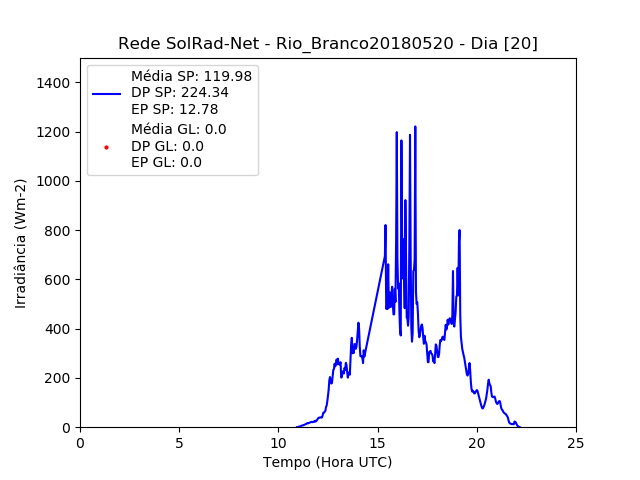 Rede SolRad-Net - Rio_Branco20180520 - Dia [20]
Média SP: 119.98
DP SP: 224.34
EP SP: 12.78
Média GL: 0.0
DP GL: 0.0
EP GL: 0.0
Irradiância (Wm-2)
1400
1200
1000
800
600
400
200
0
0 5 10 15 20 25
Tempo (Hora UTC)